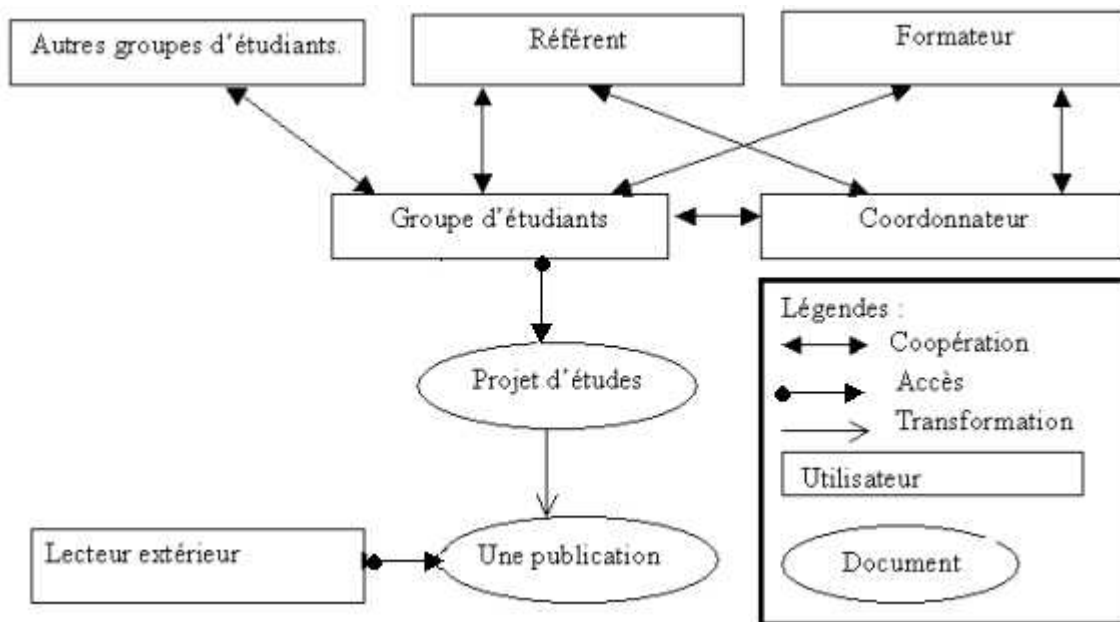 Autres groupes d'étudiants.
Référent
Formateur
Groupe d'étudiants
Coordonnateur
Projet d'études
Lecteur extérieur
Une publication
Légendes :
Coopération
Accès
Transformation
Utilisateur
Document